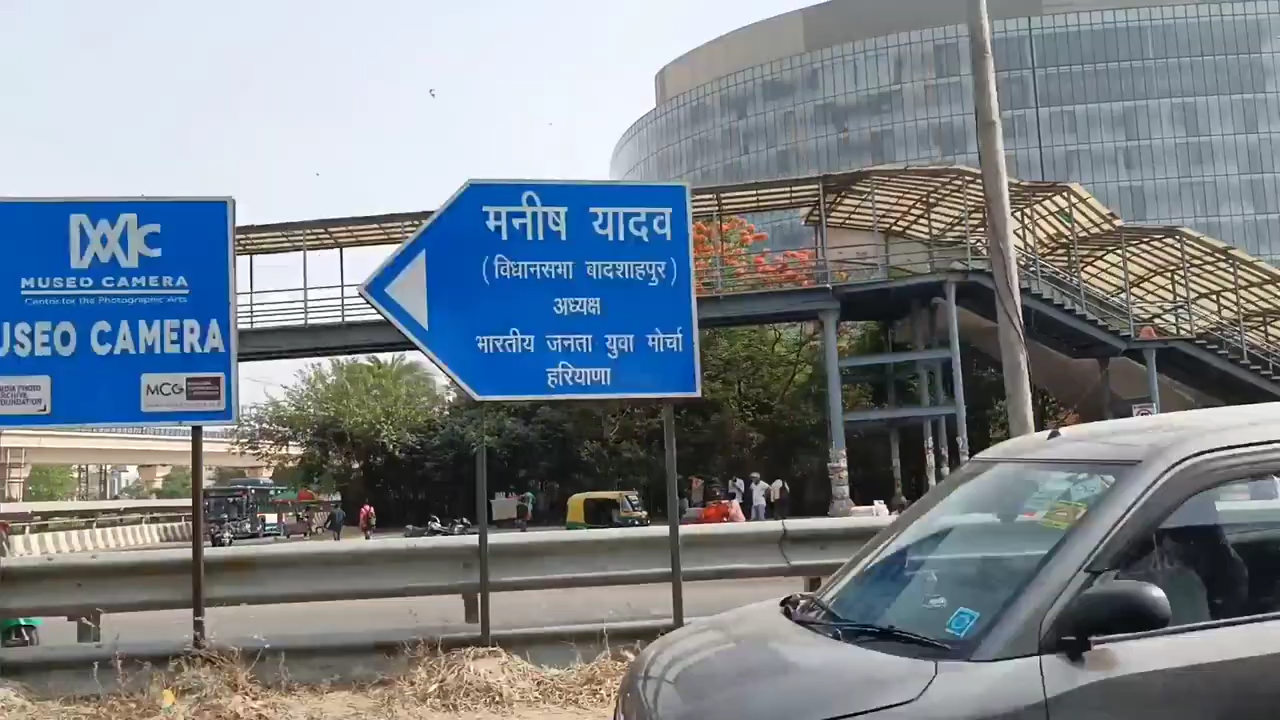 MUSEO CAMERA
Centre for the Photographic Arts
USEO CAMERA
MCG
मनीष यादव
(विधानसभा बादशाहपुर)
अध्यक्ष
भारतीय जनता युवा मोर्चा
हरियाणा